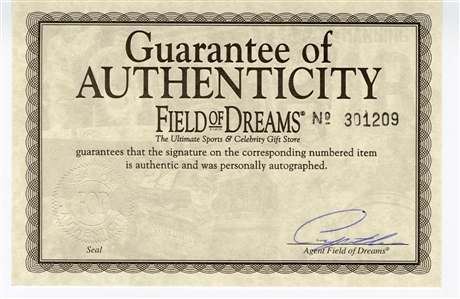 Guarantee of
AUTHENTICITY
FIELD OF DREAMS® Nº 301209
The Ultimate Sports & Celebrity Gift Store
guarantees that the signature on the corresponding numbered item
is authentic and was personally autographed.
Seal
Agent Field of Dreams®